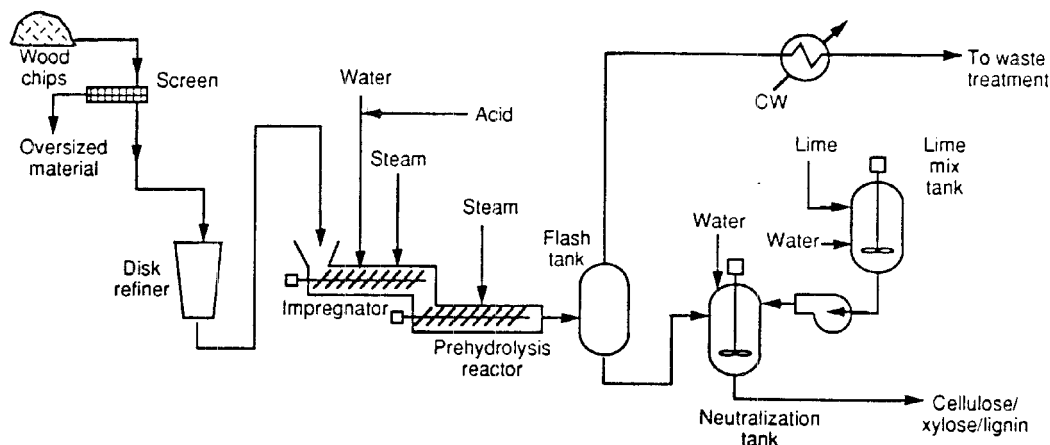 Wood
chips
Screen
Oversized
material
Disk
refiner
Water
Acid
Steam
Impregnator
Steam
Prehydrolysis
reactor
Flash
tank
CW
To waste
treatment
Lime
Lime
mix
tank
Water
Water
Neutralization
tank
Cellulose/
xylose/lignin